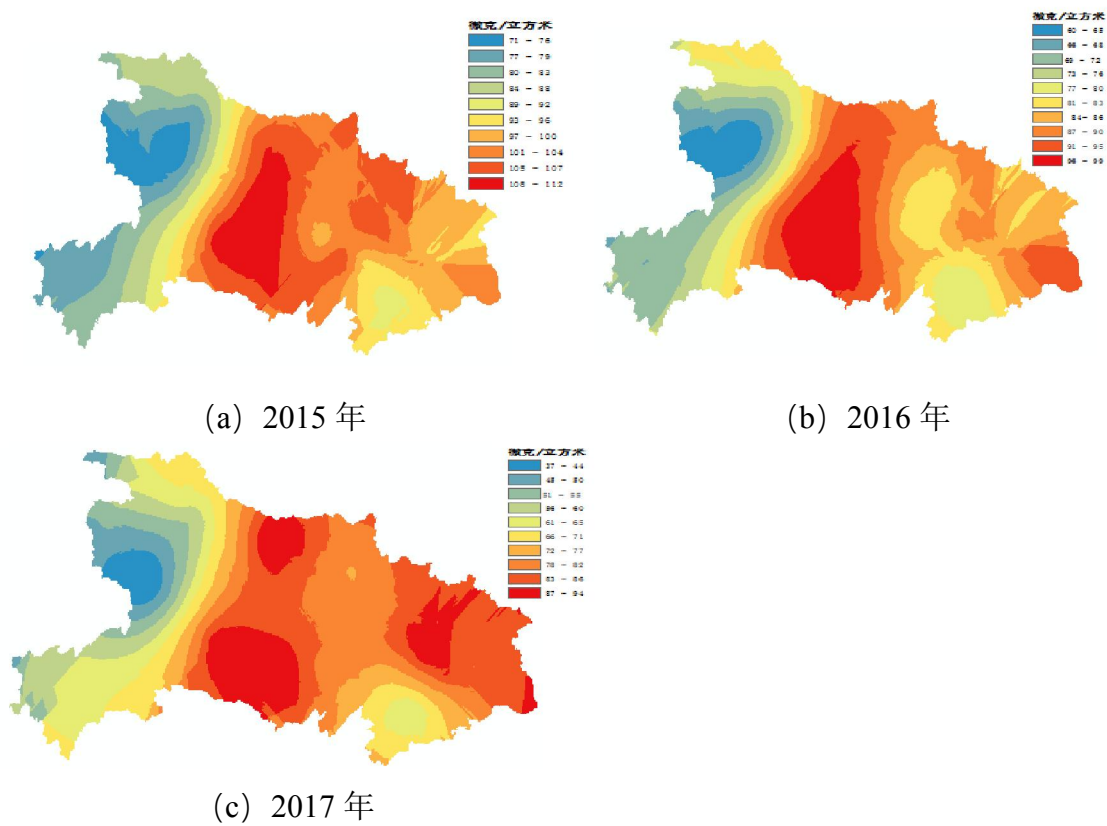 微克/立方米
71 - 76
77 - 79
80 - 83
84 - 88
89 - 92
93 - 96
97 - 100
101 - 104
105 - 107
108 - 112
(a) 2015 年
微克/立方米
60 - 65
66 - 68
69 - 72
73 - 76
77 - 80
81 - 83
84 - 86
87 - 90
91 - 95
96 - 99
(b) 2016 年
微克/立方米
37 - 44
45 - 50
51 - 55
56 - 60
61 - 65
66 - 71
72 - 77
78 - 82
83 - 86
87 - 94
(c) 2017 年